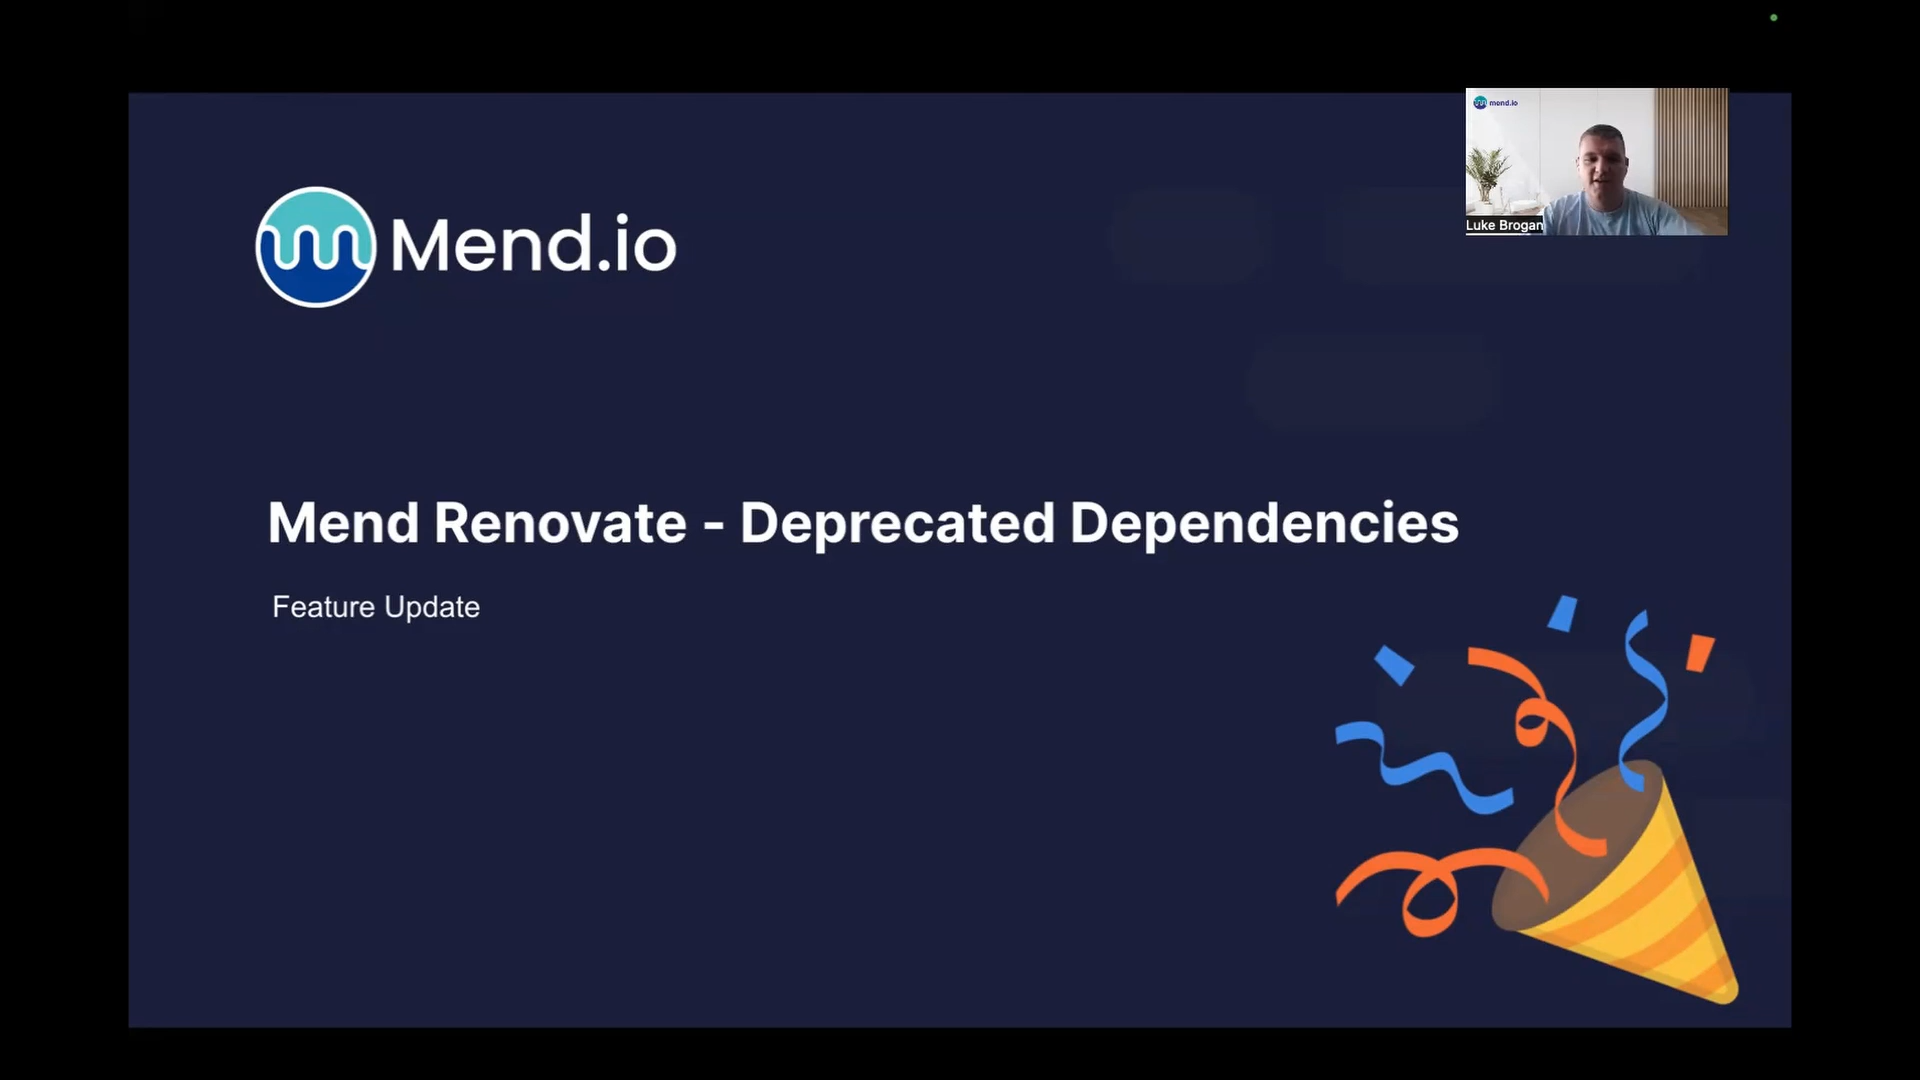 mend.io
Luke Brogan
Mend.io
Mend Renovate - Deprecated Dependencies
Feature Update